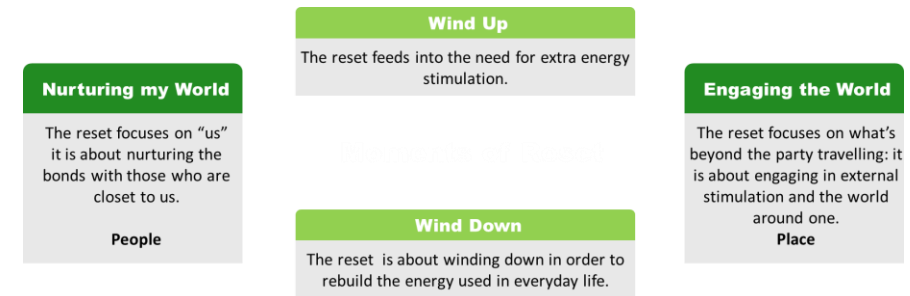 Wind Up
The reset feeds into the need for extra energy
stimulation.
Nurturing my World
The reset focuses on “us”
it is about nurturing the
bonds with those who are
closer to us.
People
Engaging the World
The reset focuses on what’s
beyond the party travelling: it
is about engaging in external
stimulation and the world
around one.
Place
Wind Down
The reset is about winding down in order to
rebuild the energy used in everyday life.